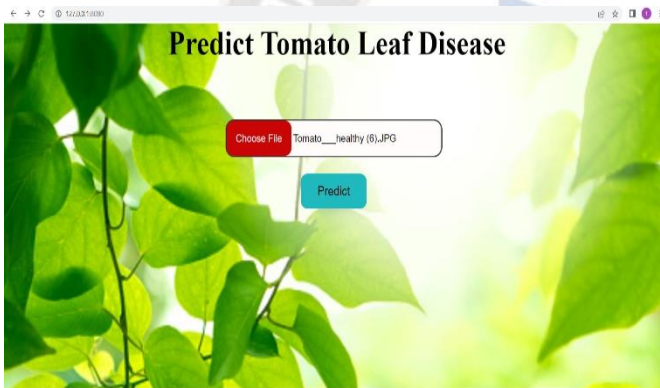 Predict Tomato Leaf Disease
Choose File Tomato___healthy (6).JPG
Predict